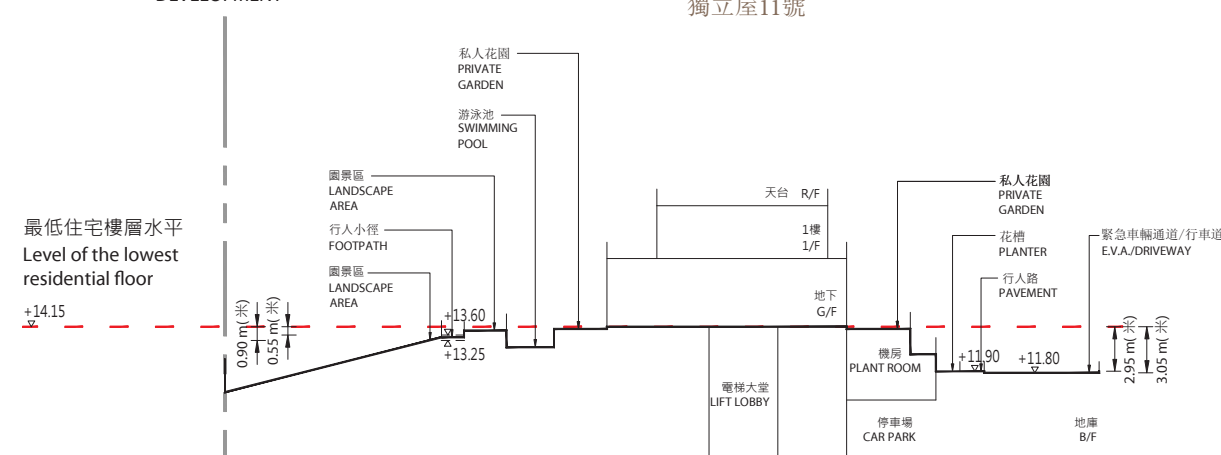 DEVELOPMENT
獨立屋11號
私人花園
PRIVATE
GARDEN
游泳池
SWIMMING
POOL
園景區
LANDSCAPE
AREA
行人小徑
FOOTPATH
園景區
LANDSCAPE
AREA
天台 R/F
1樓
1/F
地下
G/F
私人花園
PRIVATE
GARDEN
花槽
PLANTER
行人路
PAVEMENT
緊急車輛通道/行車道
E.V.A./DRIVEWAY
最低住宅樓層水平
Level of the lowest
residential floor
+14.15
0.90 m(米)
0.55 m(米)
+13.60
+13.25
機房
PLANT ROOM
+11.90
+11.80
2.95 m(米)
3.05 m(米)
電梯大堂
LIFT LOBBY
停車場
CAR PARK
地庫
B/F